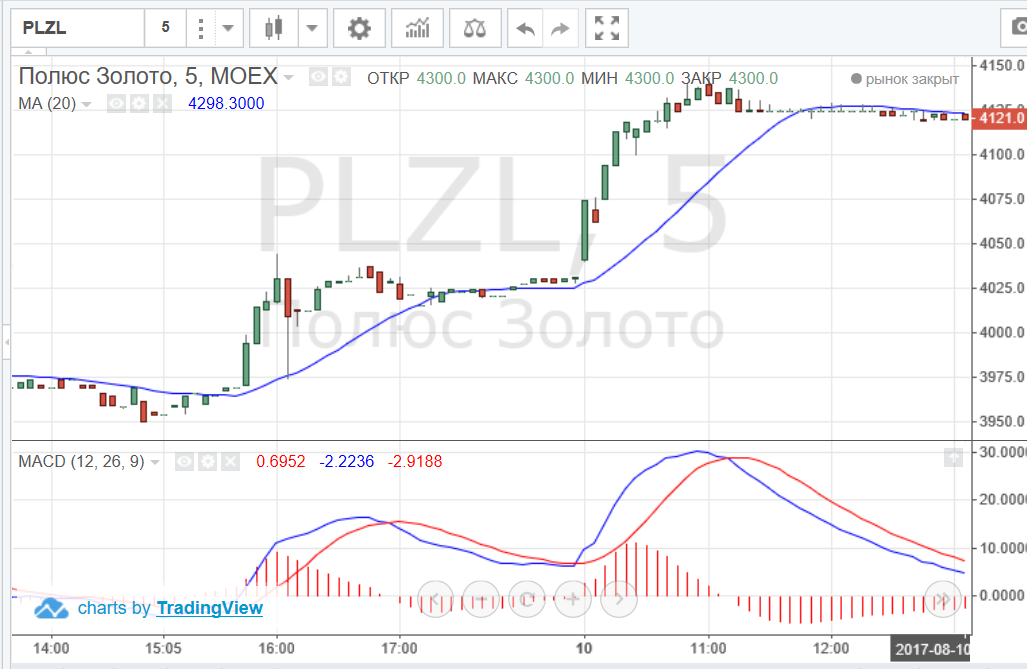 PLZL 5
Полюс Золото, 5, MOEX ОТКР 4300.0 МАКС 4300.0 МИН 4300.0 ЗАКР 4300.0 рынок закрыт
MA (20) 4298.3000
PLZL, 5
Полюс Золото
4150.0
4125.0
4121.0
4100.0
4075.0
4050.0
4025.0
4000.0
3975.0
3950.0
MACD (12, 26, 9) 0.6952 -2.2236 -2.9188
30.0000
20.0000
10.0000
0.0000
charts by TradingView
14:00 15:05 16:00 17:00 10 11:00 12:00 2017-08-10